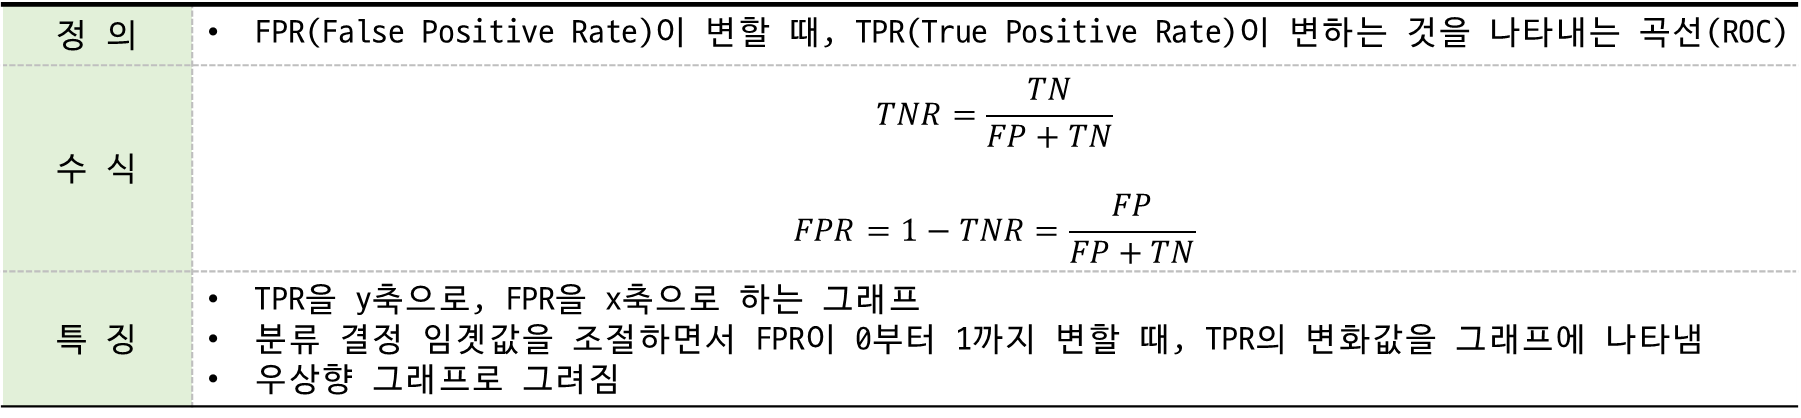 정 의
• FPR(False Positive Rate)이 변할 때, TPR(True Positive Rate)이 변하는 것을 나타내는 곡선(ROC)
수 식
TNR = TN / (FP + TN)
FPR = 1 − TNR = FP / (FP + TN)
특 징
• TPR을 y축으로, FPR을 x축으로 하는 그래프
• 분류 결정 임곗값을 조절하면서 FPR이 0부터 1까지 변할 때, TPR의 변화값을 그래프에 나타냄
• 우상향 그래프로 그려짐